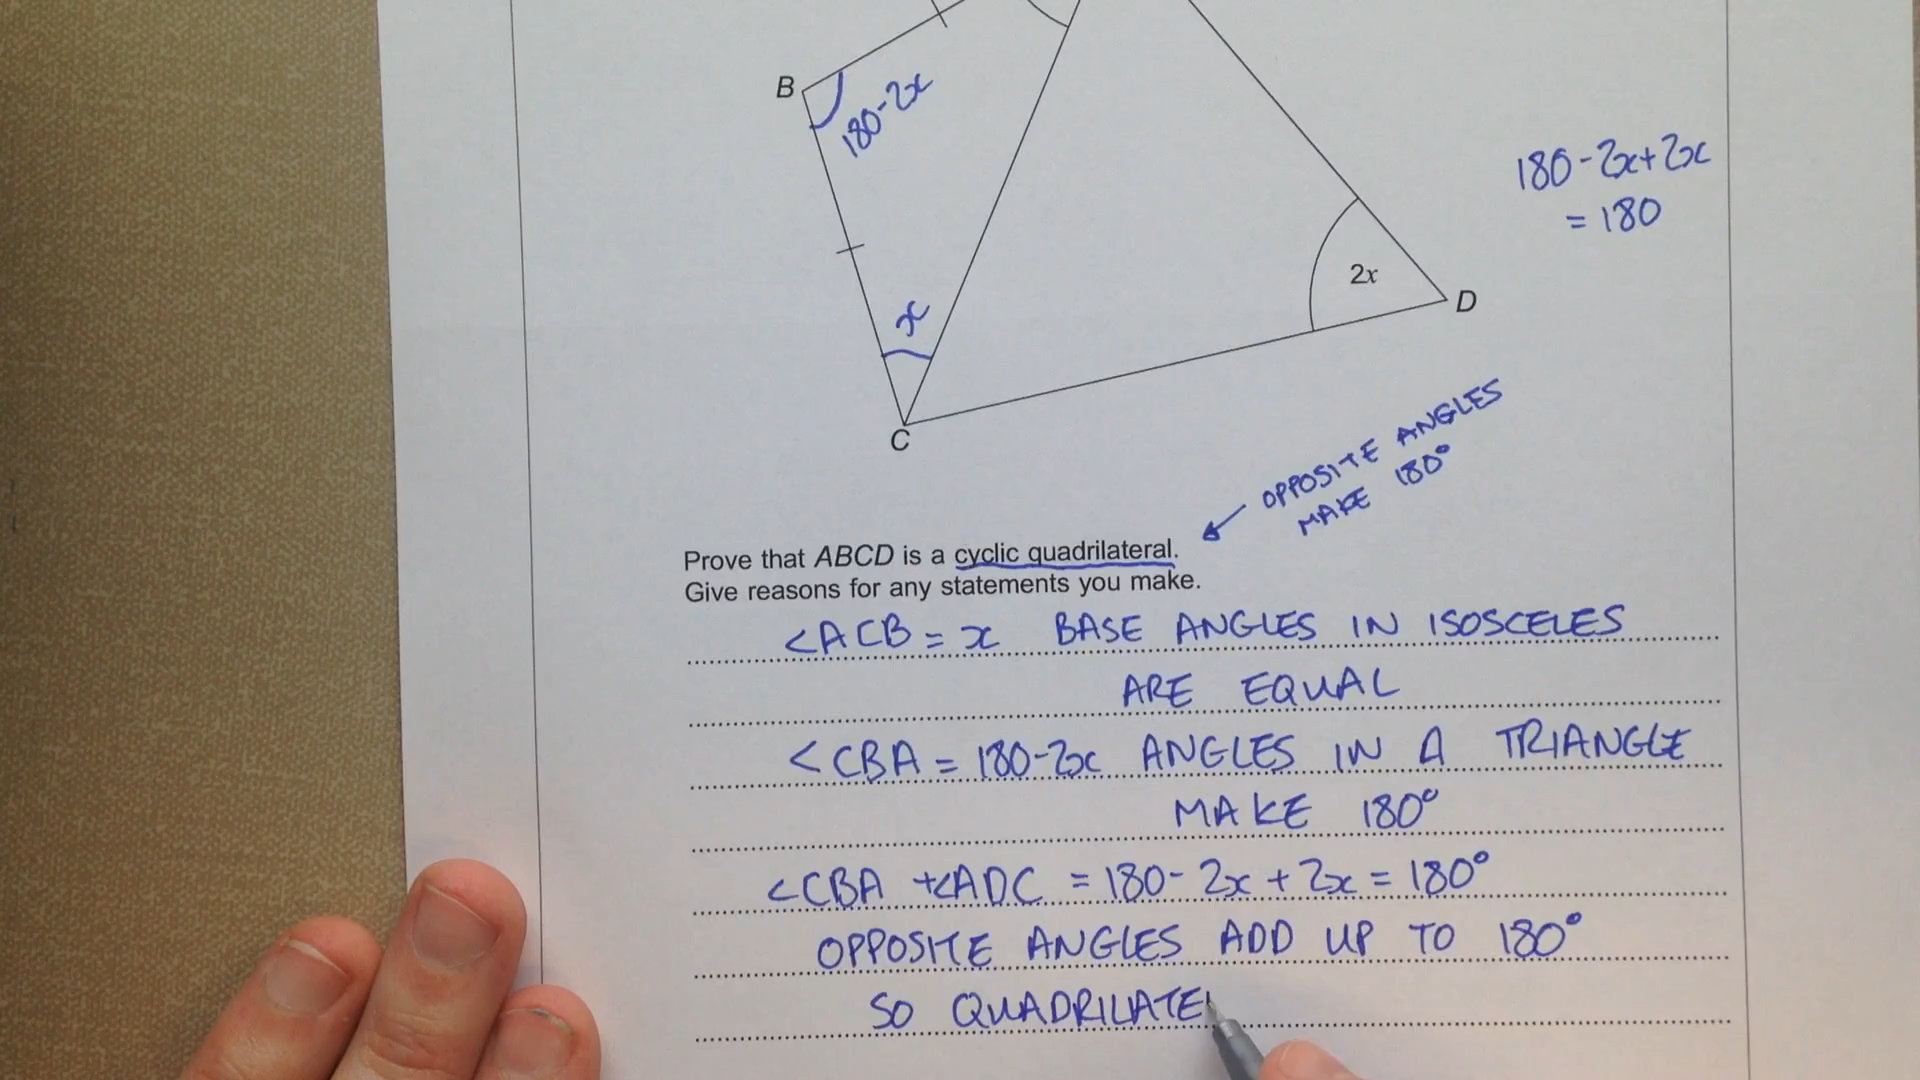 B
180-2x
180-2x+2x
= 180
2x
D
x
C
OPPOSITE ANGLES
MAKE 180°
Prove that ABCD is a cyclic quadrilateral.
Give reasons for any statements you make.
<ACB = x BASE ANGLES IN ISOSCELES
ARE EQUAL
<CBA = 180-2x ANGLES IN A TRIANGLE
MAKE 180°
<CBA +<ADC = 180-2x+2x = 180°
OPPOSITE ANGLES ADD UP TO 180°
SO QUADRILATE